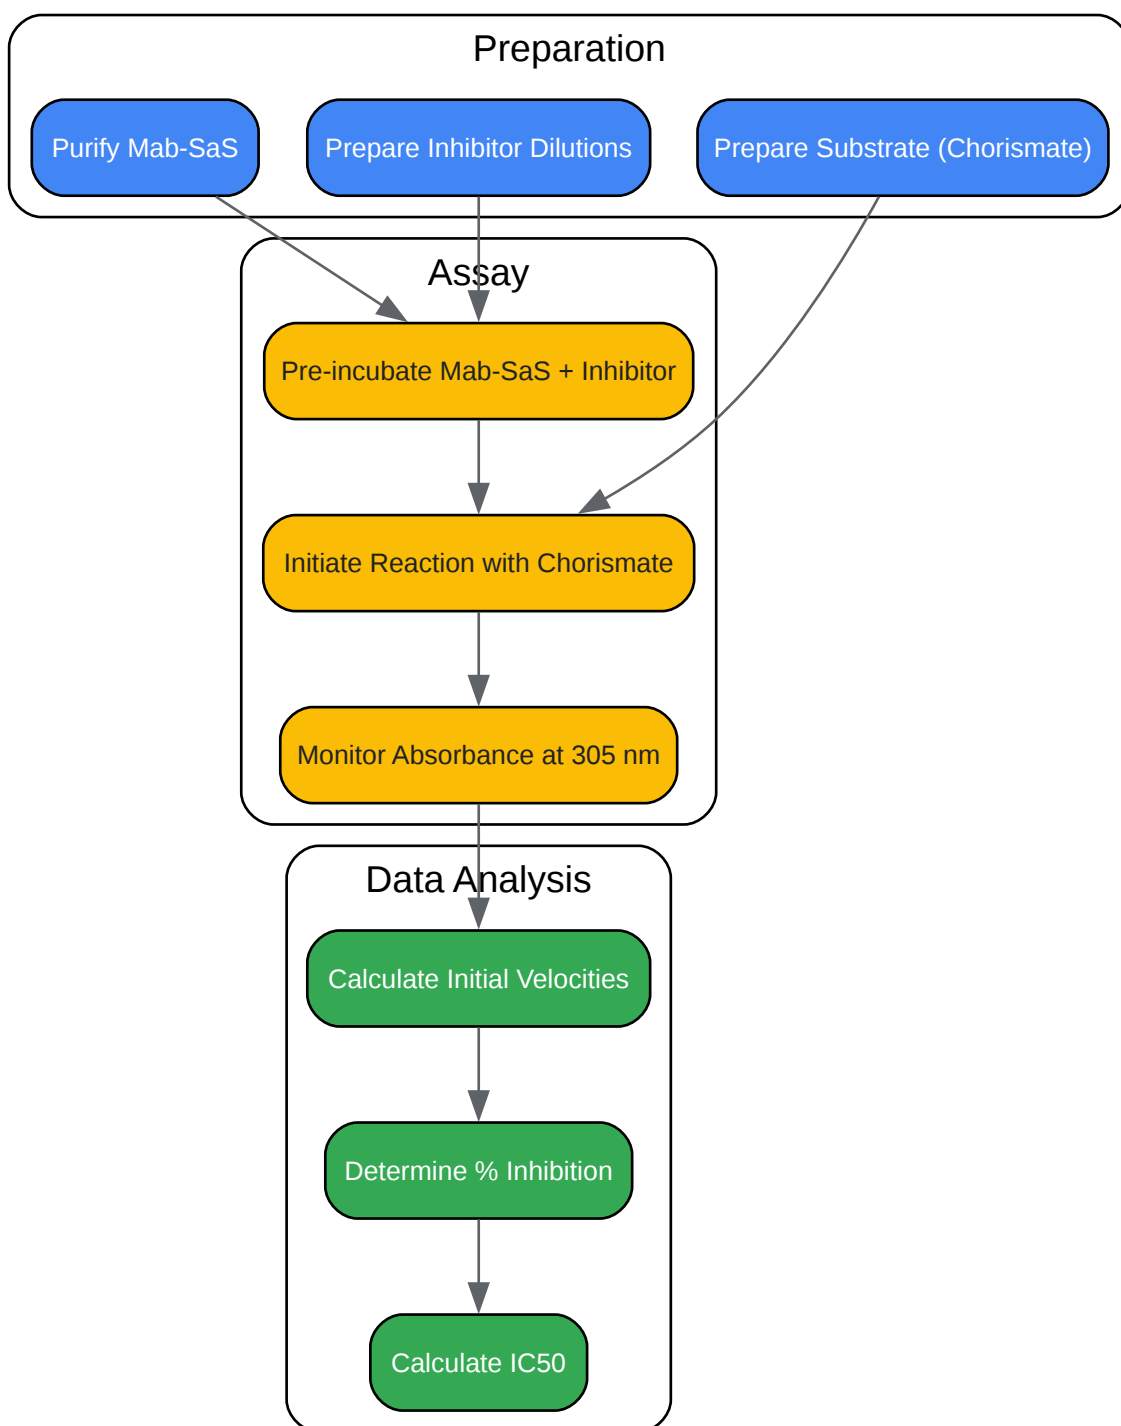 Preparation
Purify Mab-SaS
Prepare Inhibitor Dilutions
Prepare Substrate (Chorismate)
Assay
Pre-incubate Mab-SaS + Inhibitor
Initiate Reaction with Chorismate
Monitor Absorbance at 305 nm
Data Analysis
Calculate Initial Velocities
Determine % Inhibition
Calculate IC50